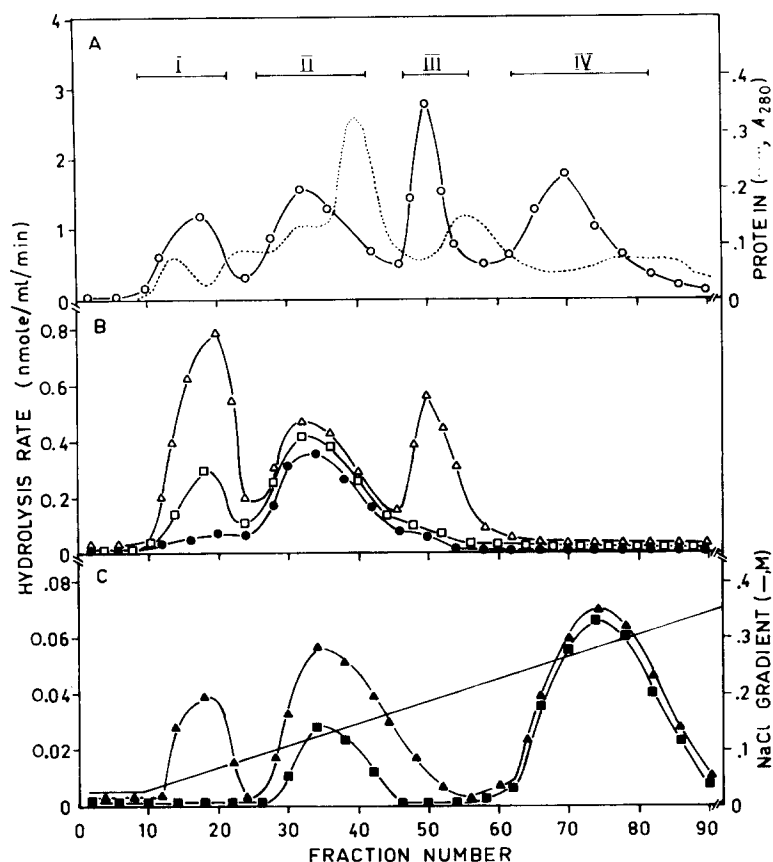 A
I II III IV
4
3
2
1
0
.4
.3
.2
.1
0
PROTEIN (....., A280)
B
0.8
0.6
0.4
0.2
0
HYDROLYSIS RATE (nmole/ml/min)
C
0.08
0.06
0.04
0.02
0
.4
.3
.2
.1
0
NaCl GRADIENT (—,M)
0 10 20 30 40 50 60 70 80 90
FRACTION NUMBER